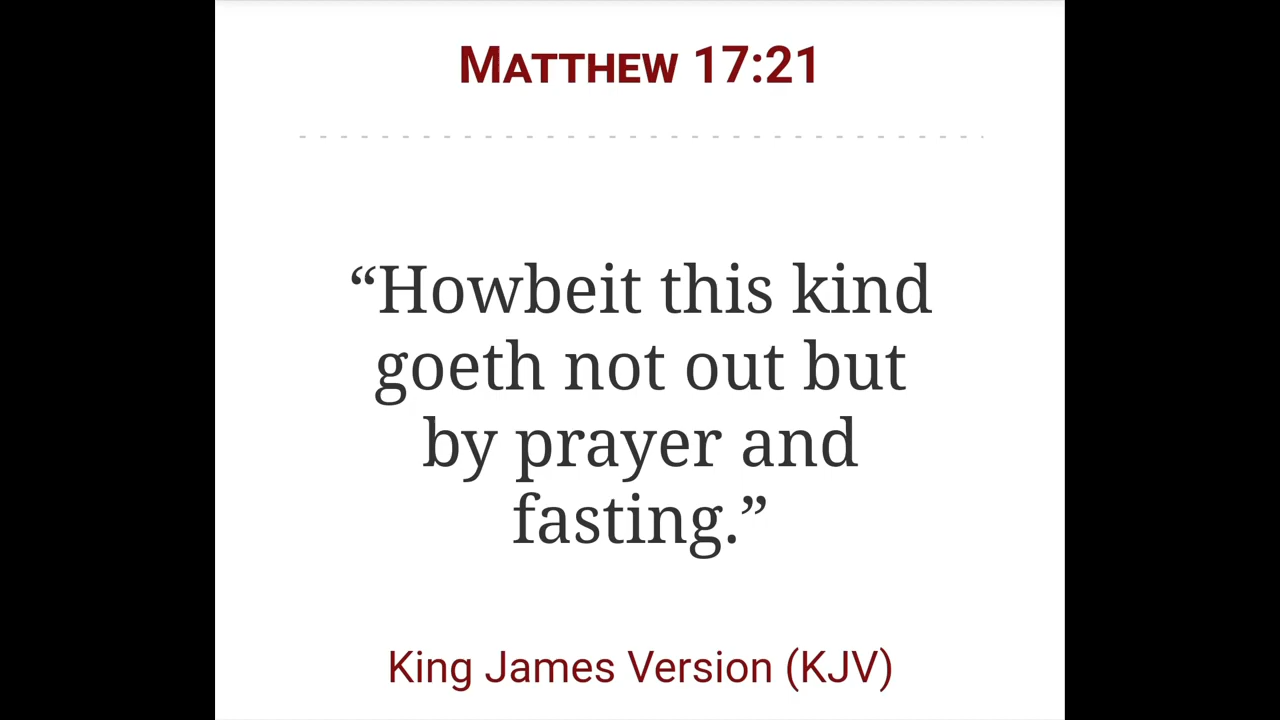 MATTHEW 17:21
“Howbeit this kind
goeth not out but
by prayer and
fasting.”
King James Version (KJV)